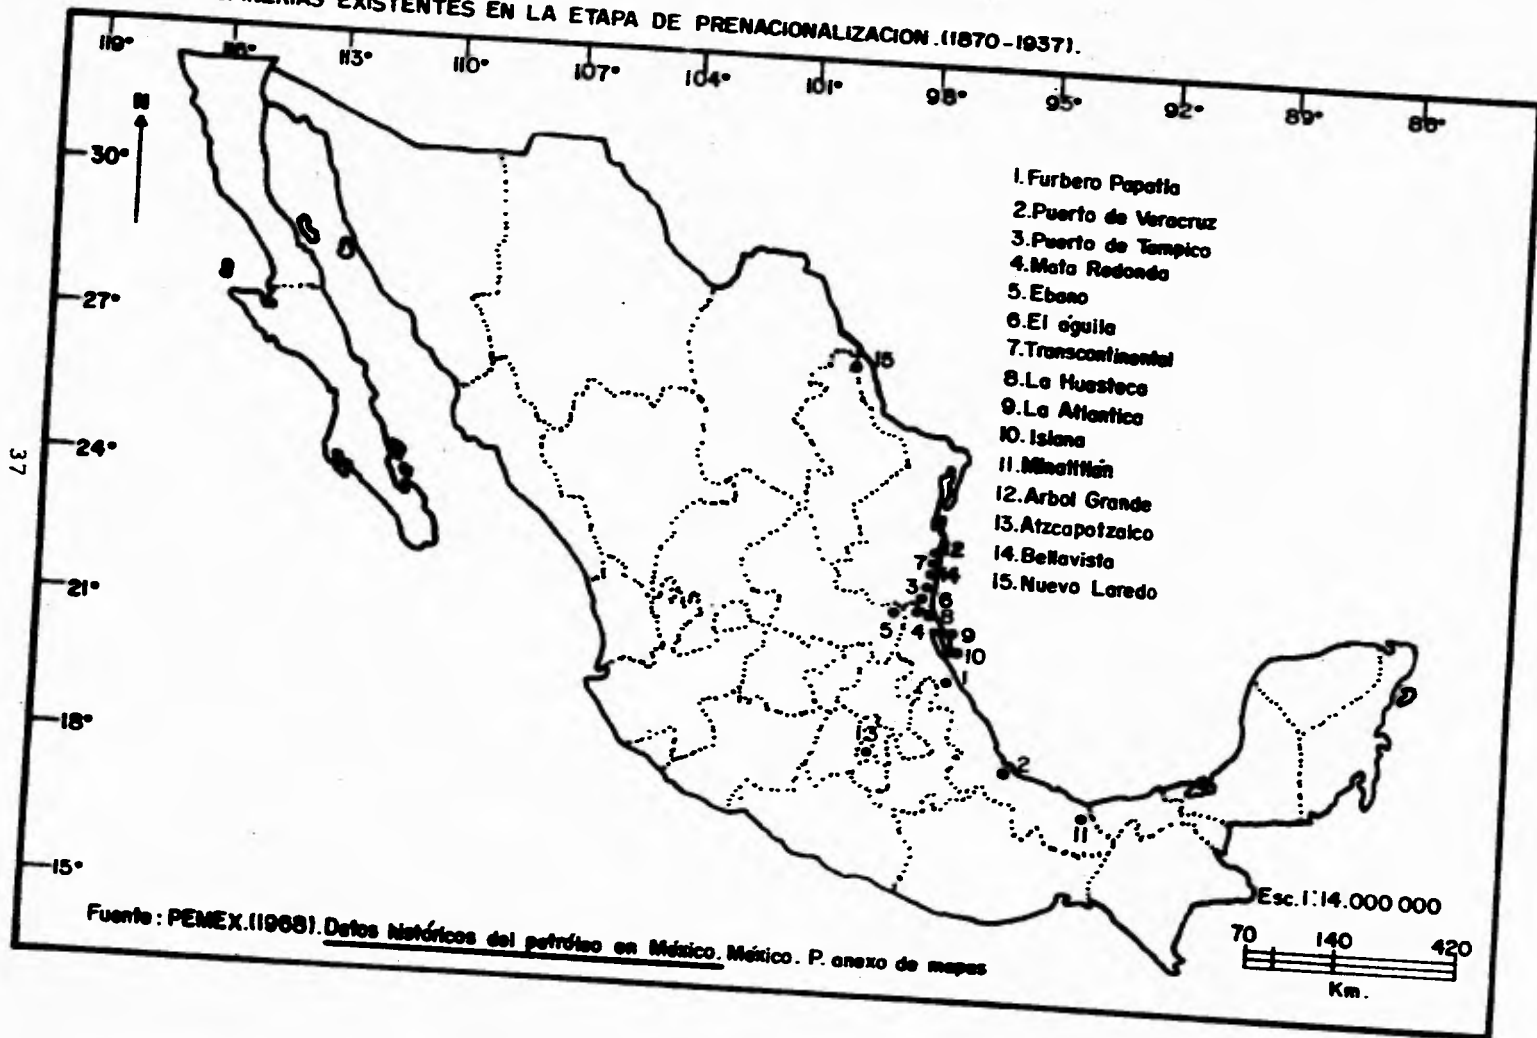 EXISTENTES EN LA ETAPA DE PRENACIONALIZACION.(1870-1937).
119° 116° 113° 110° 107° 104° 101° 98° 95° 92° 89° 86°
N
30°
27°
24°
21°
18°
15°
1.Furbero Papatla
2.Puerto de Veracruz
3.Puerto de Tampico
4.Mata Redonda
5.Ebano
6.El águila
7.Transcontinental
8.La Huasteca
9.La Atlantica
10.Islana
11.Minatitlán
12.Arbol Grande
13.Atzcapotzalco
14.Bellavista
15.Nuevo Laredo
15
12
7
14
3
6
5 4 8
9
10
1
13
2
11
Esc.1:14.000 000
70 140 420
Km.
Fuente: PEMEX.(1968).Datos históricos del petróleo en México. México. P. anexo de mapas
37